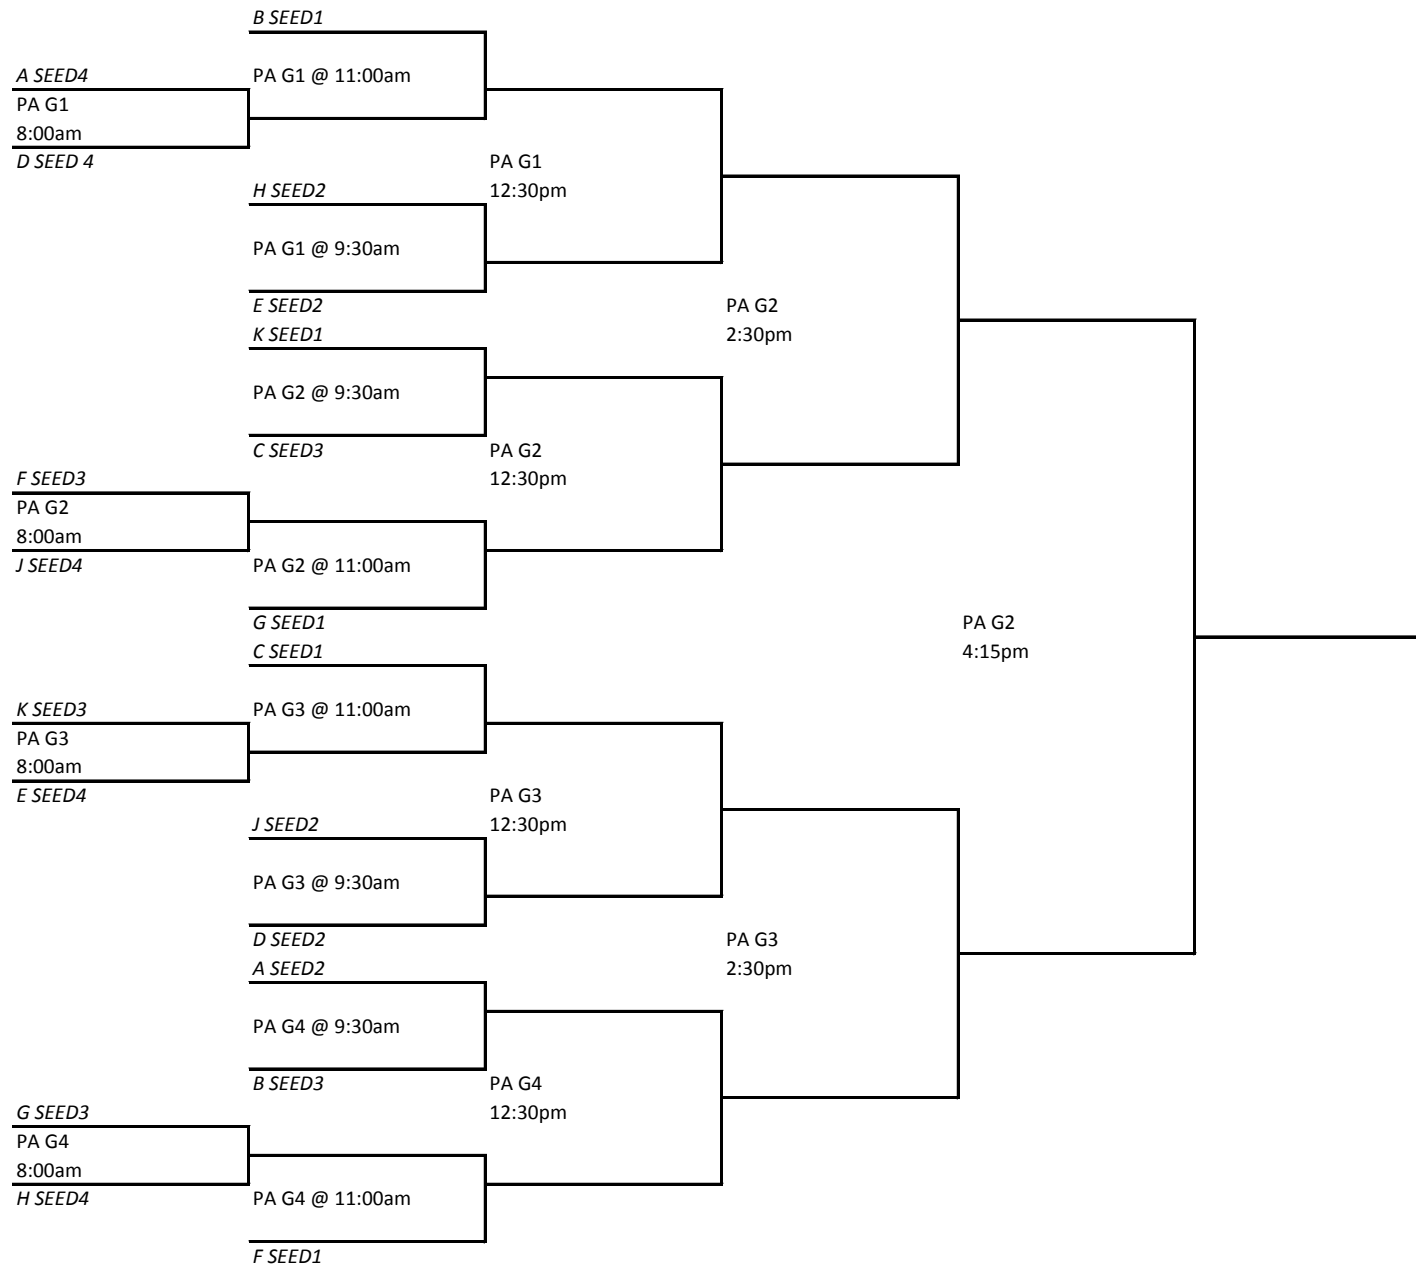 B SEED1
A SEED4
PA G1 @ 11:00am
PA G1
8:00am
D SEED 4
PA G1
H SEED2
12:30pm
PA G1 @ 9:30am
E SEED2
PA G2
K SEED1
2:30pm
PA G2 @ 9:30am
C SEED3
PA G2
F SEED3
12:30pm
PA G2
8:00am
J SEED4
PA G2 @ 11:00am
G SEED1
PA G2
C SEED1
4:15pm
K SEED3
PA G3 @ 11:00am
PA G3
8:00am
E SEED4
PA G3
J SEED2
12:30pm
PA G3 @ 9:30am
D SEED2
PA G3
A SEED2
2:30pm
PA G4 @ 9:30am
B SEED3
PA G4
G SEED3
12:30pm
PA G4
8:00am
H SEED4
PA G4 @ 11:00am
F SEED1